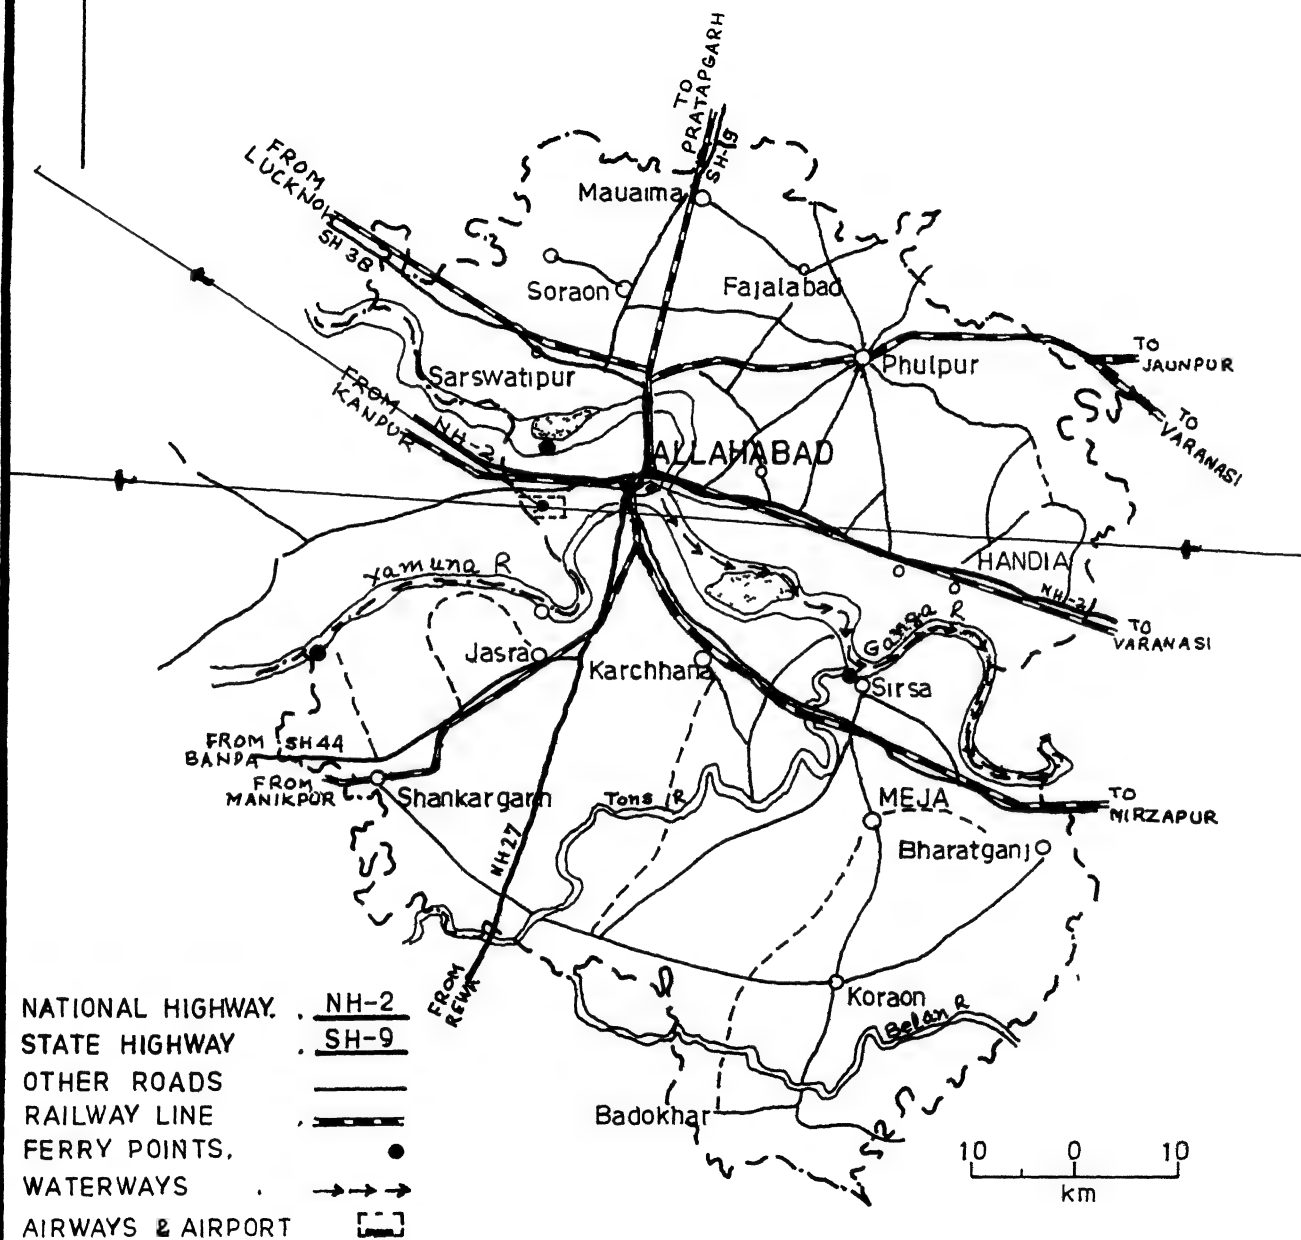 TO
PRATAPGARH
SH-19
FROM
LUCKNOW
SH 38
Mauaima
Soraon
Fajalabad
Sarswatipur
Phulpur
TO
JAUNPUR
TO
VARANASI
FROM
KANPUR
NH-2
ALLAHABAD
HANDIA
NH-2
TO
VARANASI
Yamuna R
Ganga R
Jasra
Karchhana
Sirsa
FROM
BANDA
SH44
FROM
MANIKPUR
Shankargarh
Tons R
MEJA
TO
MIRZAPUR
Bharatganj
NH27
FROM
REWA
Koraon
Belan R
Badokhar
NATIONAL HIGHWAY. . NH-2
STATE HIGHWAY . SH-9
OTHER ROADS
RAILWAY LINE .
FERRY POINTS.
WATERWAYS .
AIRWAYS & AIRPORT
10 0 10
km